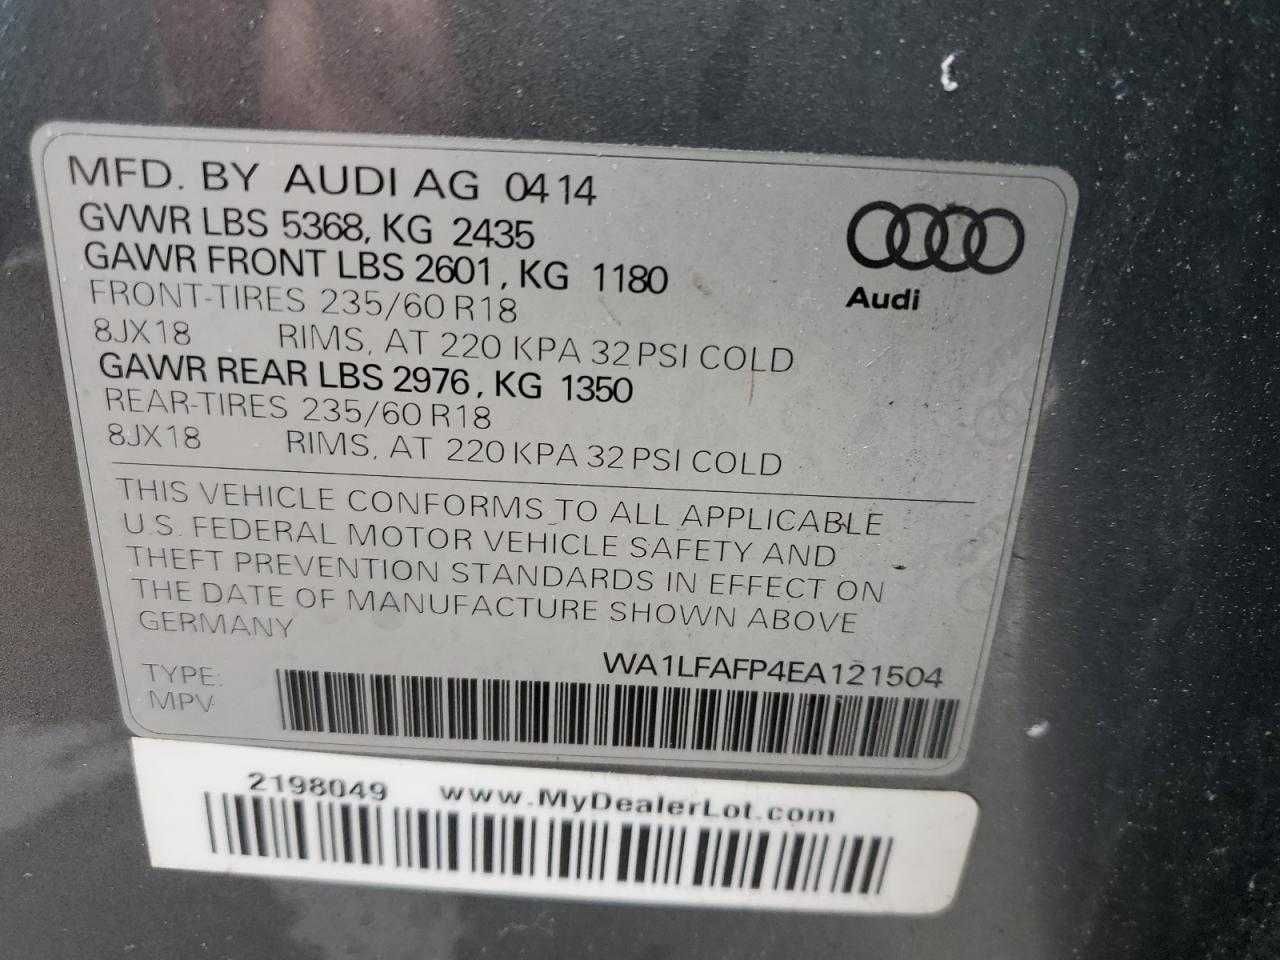 MFD. BY AUDI AG 04 14
GVWR LBS 5368, KG 2435
GAWR FRONT LBS 2601, KG 1180
FRONT-TIRES 235/60 R18
8JX18 RIMS, AT 220 KPA 32 PSI COLD
GAWR REAR LBS 2976, KG 1350
REAR-TIRES 235/60 R18
8JX18 RIMS, AT 220 KPA 32 PSI COLD
Audi
THIS VEHICLE CONFORMS TO ALL APPLICABLE
U.S. FEDERAL MOTOR VEHICLE SAFETY AND
THEFT PREVENTION STANDARDS IN EFFECT ON
THE DATE OF MANUFACTURE SHOWN ABOVE
GERMANY
WA1LFAFP4EA121504
TYPE:
MPV
2198049 www.MyDealerLot.com